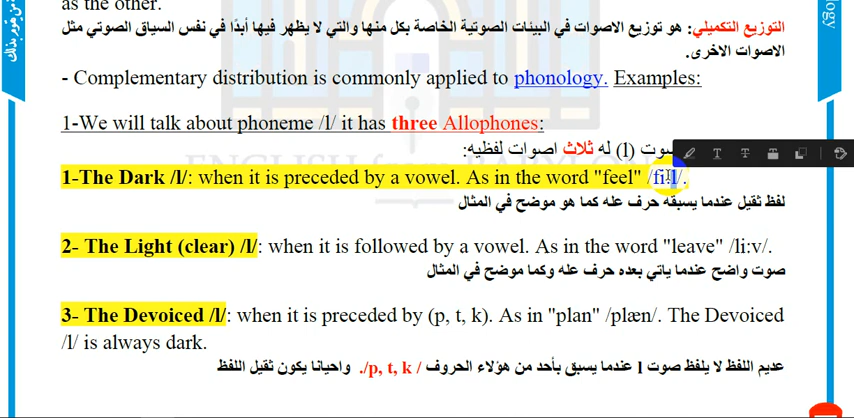 as the other.
التوزيع التكميلي: هو توزيع الاصوات في البيئات الصوتية الخاصة بكل منها والتي لا يظهر فيها أبدًا في نفس السياق الصوتي مثل
الاصوات الاخرى.
- Complementary distribution is commonly applied to phonology. Examples:
1-We will talk about phoneme /l/ it has three Allophones:
صوت (l) له ثلاث اصوات لفظيه:
1-The Dark /l/: when it is preceded by a vowel. As in the word "feel" /fi:l/.
لفظ ثقيل عندما يسبقه حرف عله كما هو موضح في المثال
2- The Light (clear) /l/: when it is followed by a vowel. As in the word "leave" /li:v/.
صوت واضح عندما ياتي بعده حرف عله وكما موضح في المثال
3- The Devoiced /l/: when it is preceded by (p, t, k). As in "plan" /plæn/. The Devoiced
/l/ is always dark.
عديم اللفظ لا يلفظ صوت l عندما يسبق بأحد من هؤلاء الحروف / p, t, k/. واحيانا يكون ثقيل اللفظ